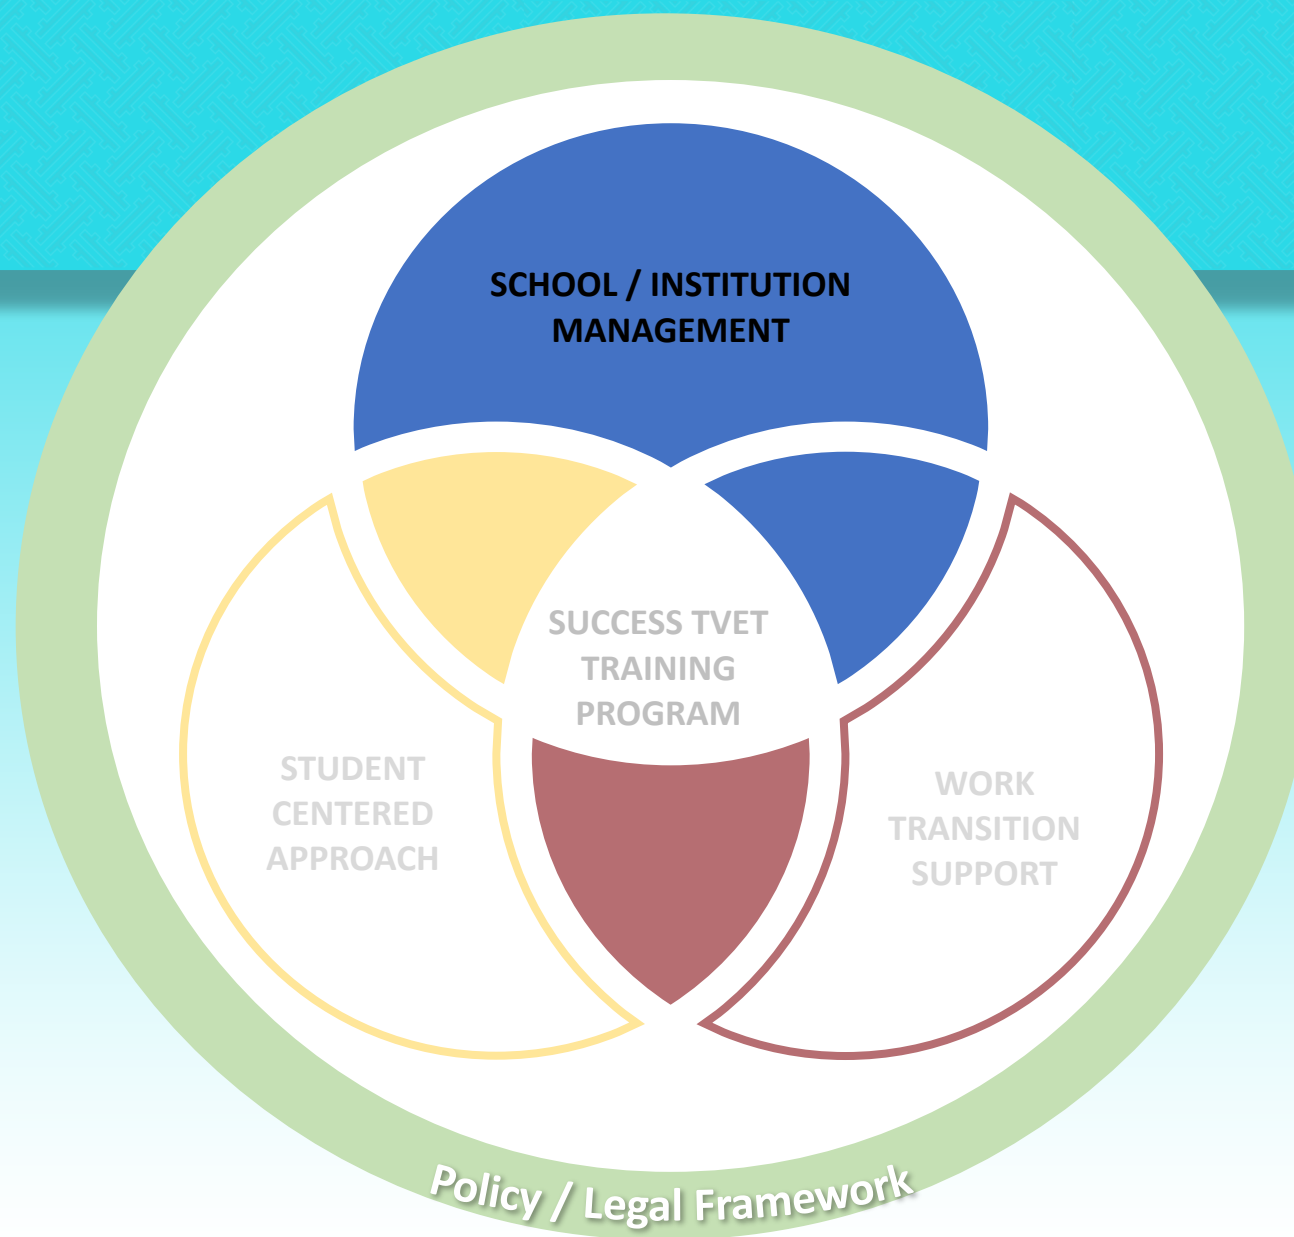 SCHOOL / INSTITUTION
MANAGEMENT
SUCCESS TVET
TRAINING
PROGRAM
STUDENT
CENTERED
APPROACH
WORK
TRANSITION
SUPPORT
Policy / Legal Framework